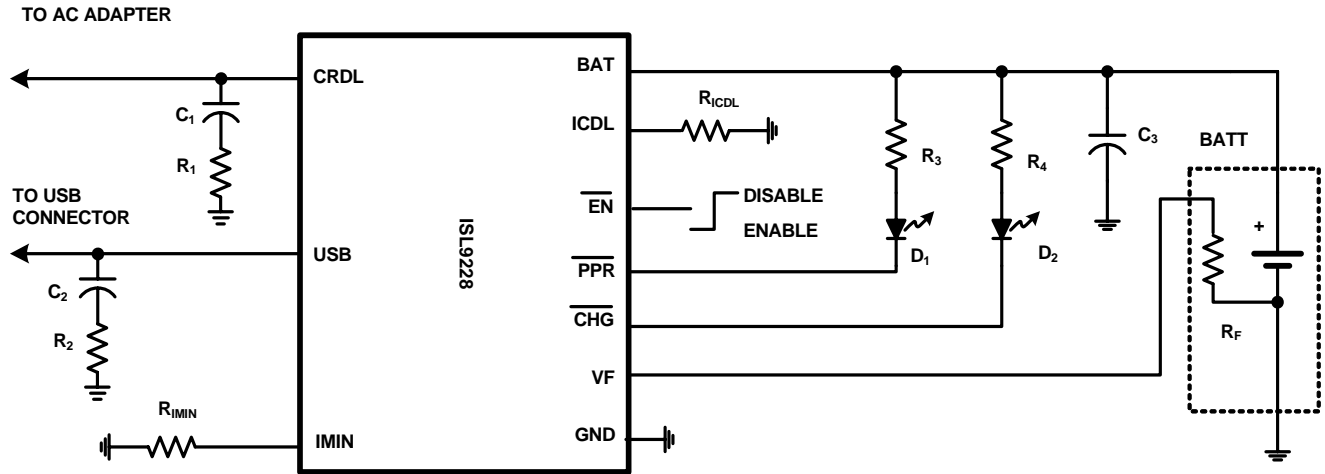 TO AC ADAPTER
CRDL
C1
R1
TO USB
CONNECTOR
USB
C2
R2
RIMIN
IMIN
ISL9228
BAT
ICDL
RICDL
EN
DISABLE
ENABLE
PPR
CHG
VF
GND
R3
D1
R4
D2
C3
BATT
+
RF